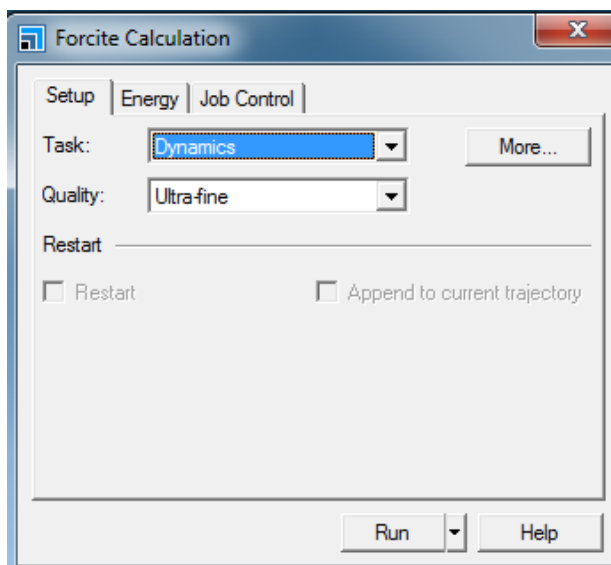 Forcite Calculation
Setup Energy Job Control
Task: Dynamics More...
Quality: Ultra-fine
Restart
Restart Append to current trajectory
Run Help